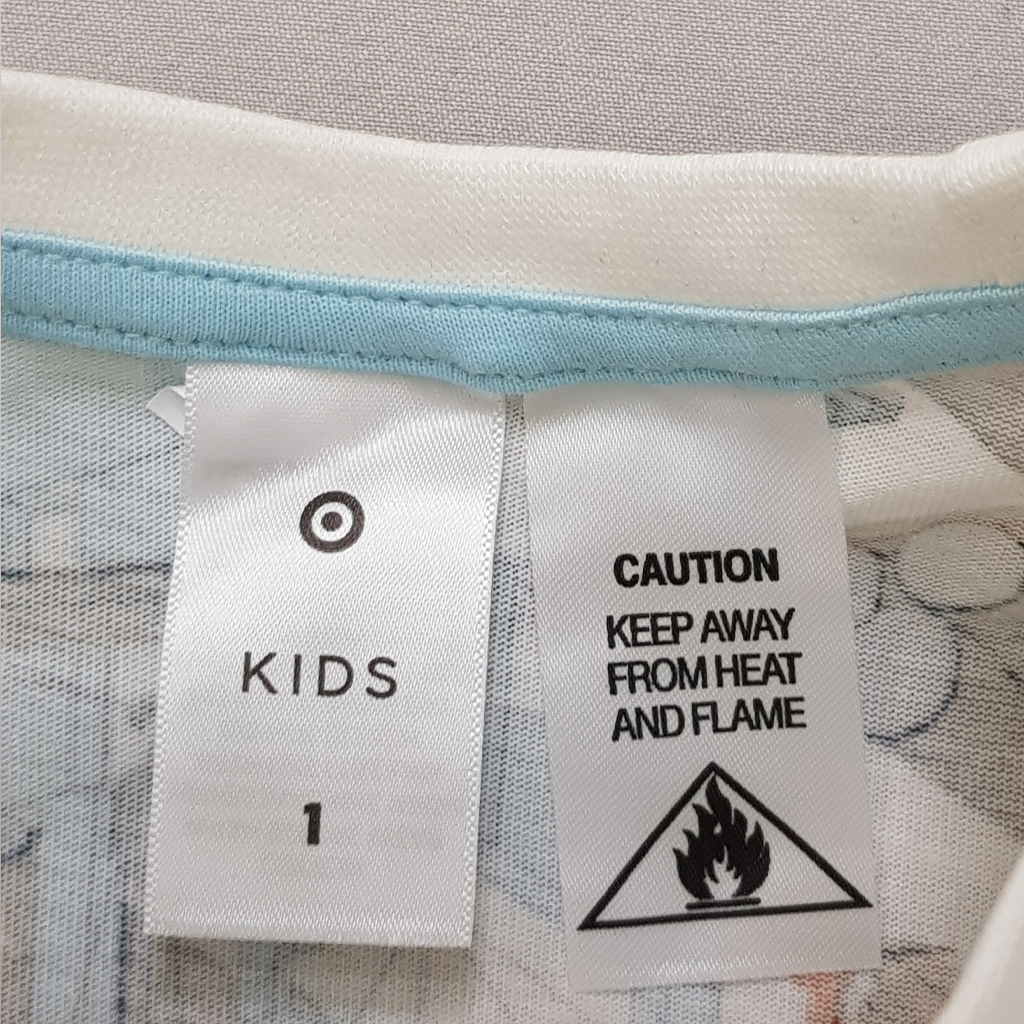 KIDS
1
CAUTION
KEEP AWAY
FROM HEAT
AND FLAME